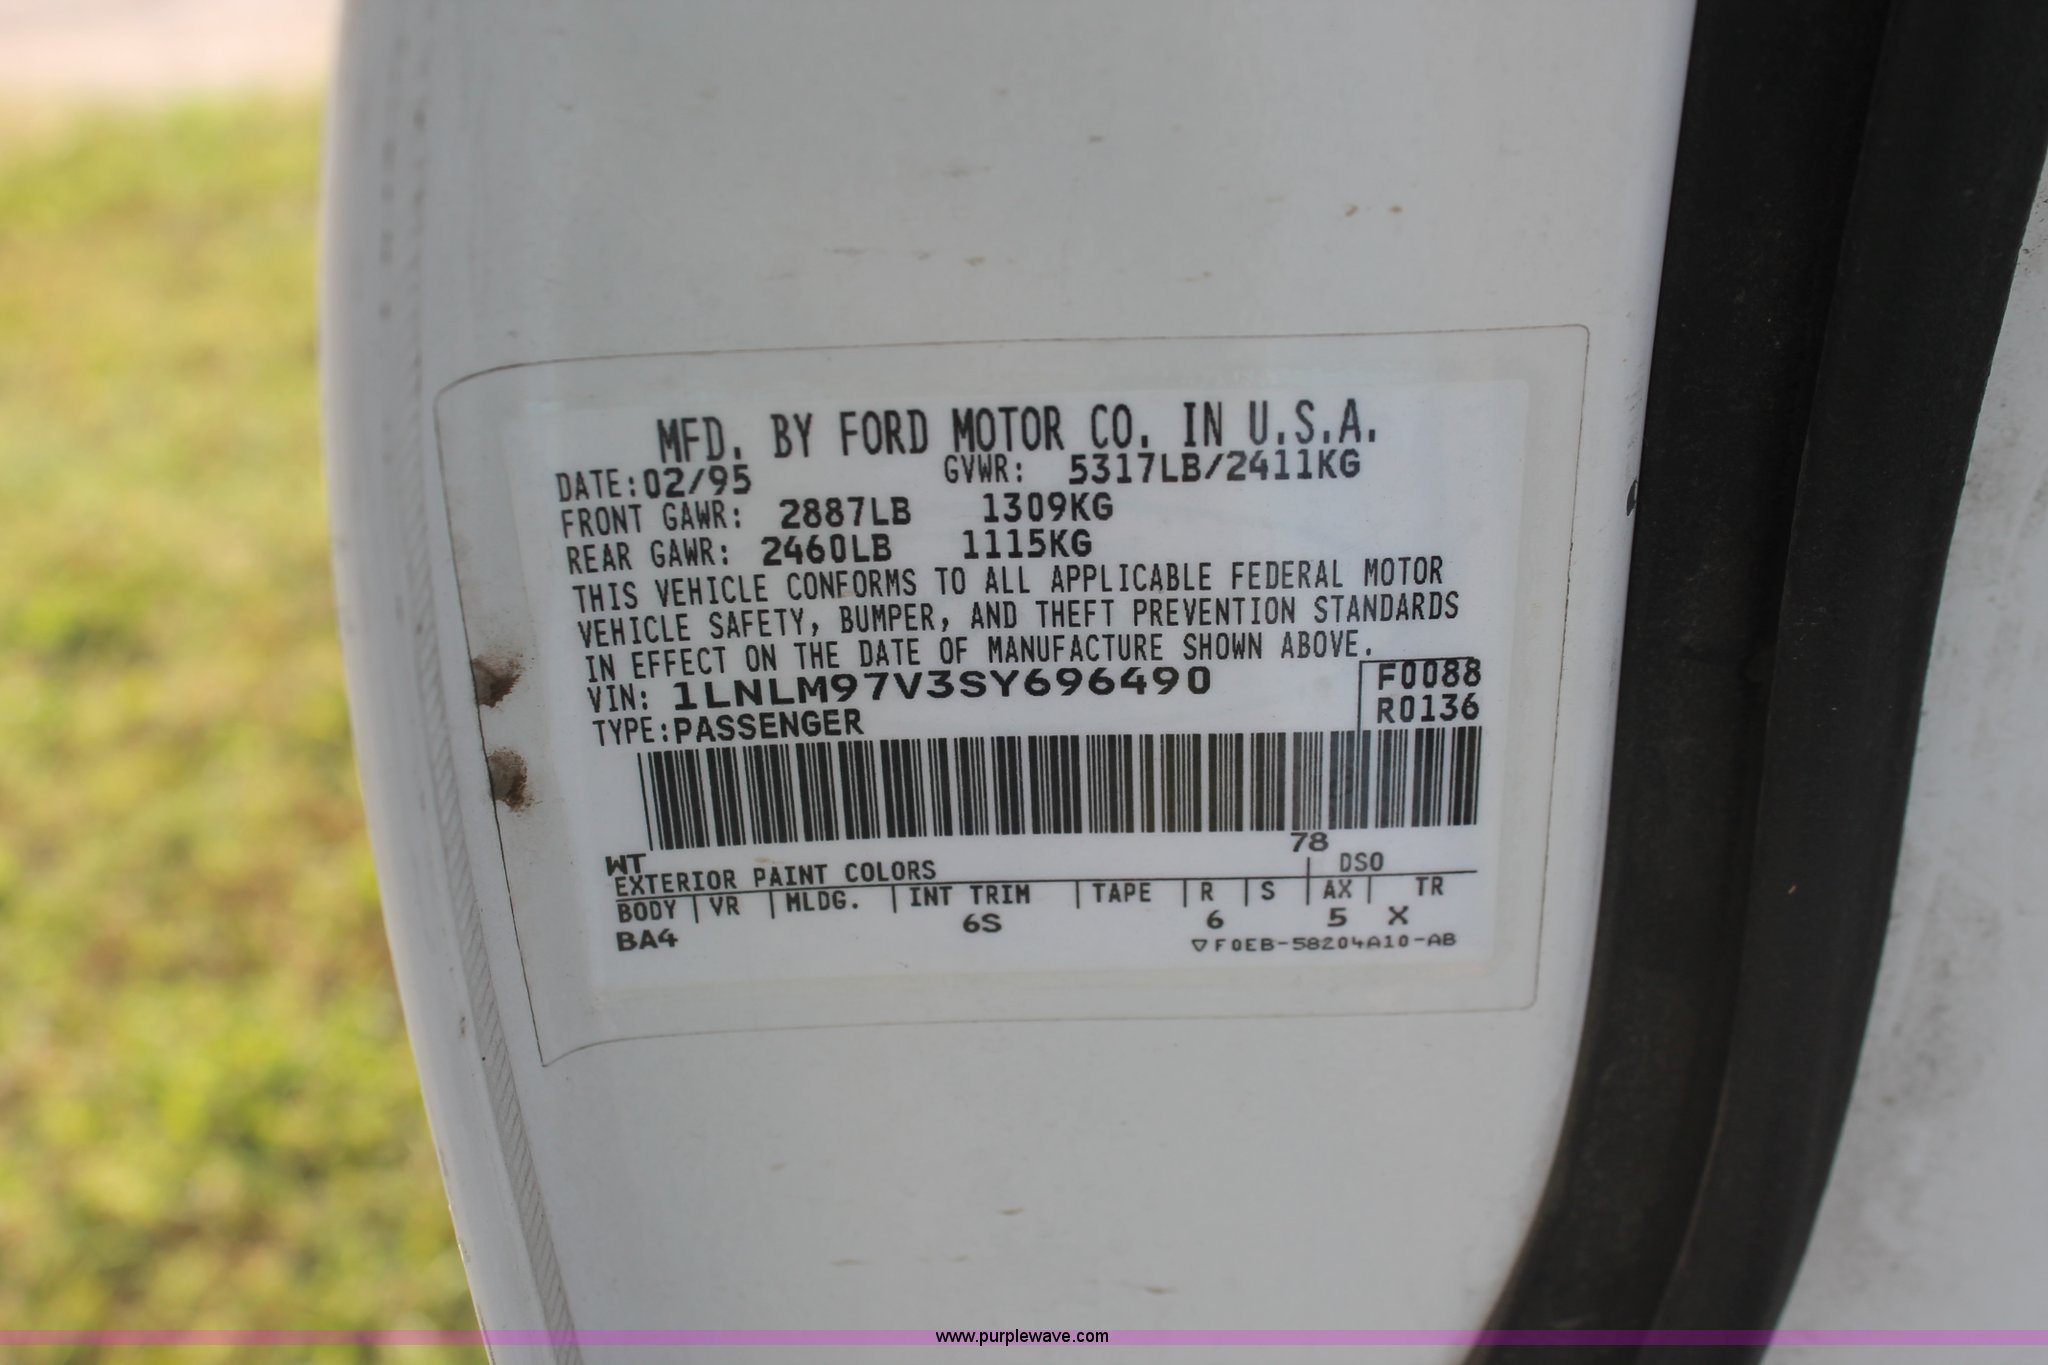 MFD. BY FORD MOTOR CO. IN U.S.A.
DATE:02/95 GVWR: 5317LB/2411KG
FRONT GAWR: 2887LB 1309KG
REAR GAWR: 2460LB 1115KG
THIS VEHICLE CONFORMS TO ALL APPLICABLE FEDERAL MOTOR
VEHICLE SAFETY, BUMPER, AND THEFT PREVENTION STANDARDS
IN EFFECT ON THE DATE OF MANUFACTURE SHOWN ABOVE.
VIN: 1LNLM97V3SY696490 F0088
TYPE:PASSENGER R0136
WT 78
EXTERIOR PAINT COLORS DSO
BODY VR MLDG. INT TRIM TAPE R S AX TR
BA4 6S 6 5 X
▽F0EB-58204A10-AB
www.purplewave.com